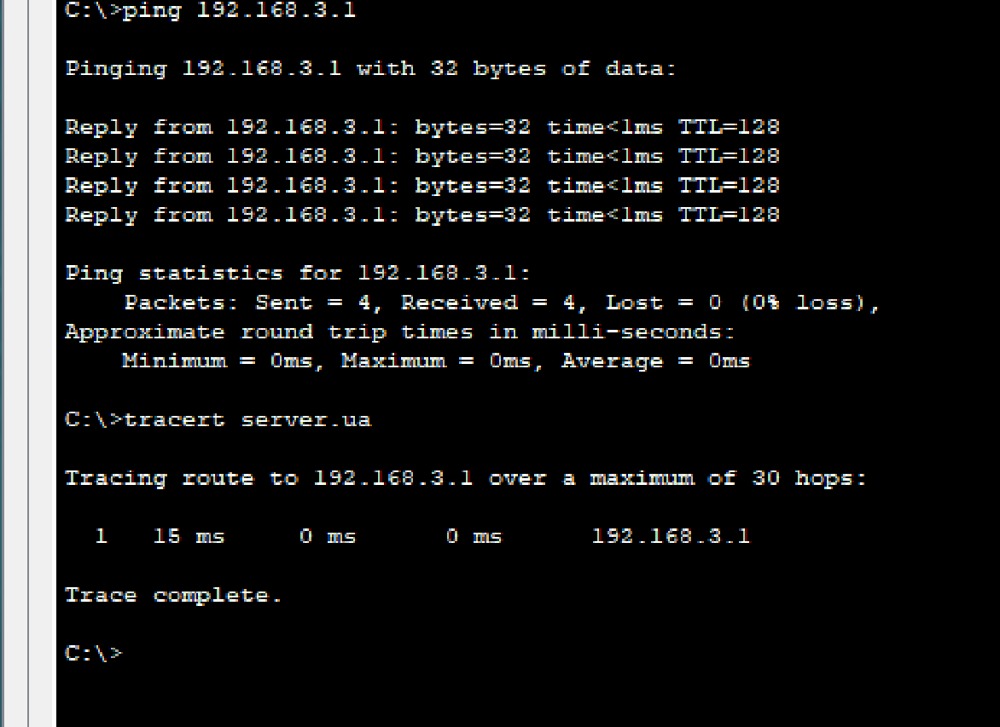 C:\>ping 192.168.3.1
Pinging 192.168.3.1 with 32 bytes of data:
Reply from 192.168.3.1: bytes=32 time<1ms TTL=128
Reply from 192.168.3.1: bytes=32 time<1ms TTL=128
Reply from 192.168.3.1: bytes=32 time<1ms TTL=128
Reply from 192.168.3.1: bytes=32 time<1ms TTL=128
Ping statistics for 192.168.3.1:
    Packets: Sent = 4, Received = 4, Lost = 0 (0% loss),
Approximate round trip times in milli-seconds:
    Minimum = 0ms, Maximum = 0ms, Average = 0ms
C:\>tracert server.ua
Tracing route to 192.168.3.1 over a maximum of 30 hops:
  1   15 ms     0 ms      0 ms      192.168.3.1
Trace complete.
C:\>